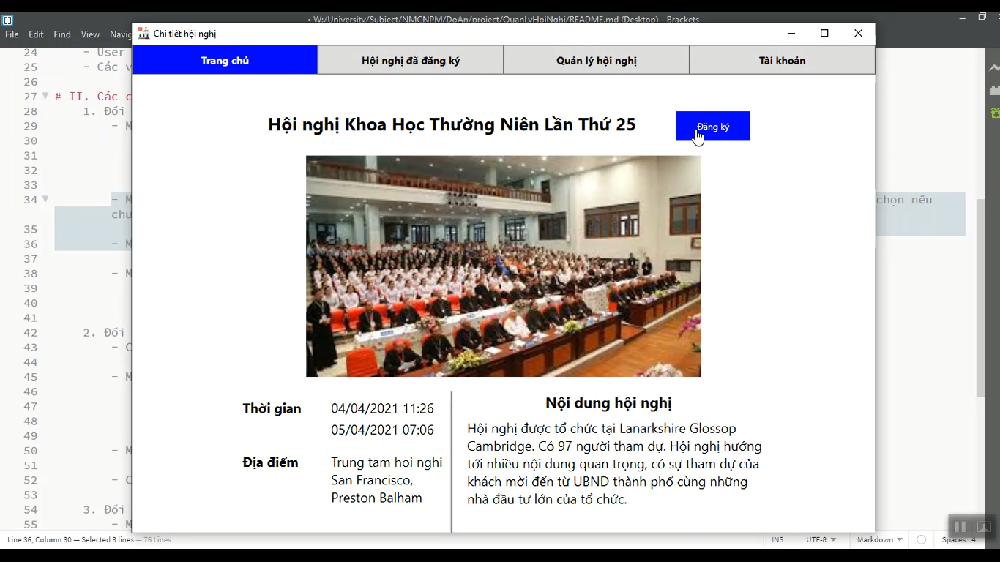 • W:/University/Subject/NMCNPM/DoAn/project/QuanLyHoiNghi/README.md (Desktop) - Brackets
File Edit Find View Navig
Chi tiết hội nghị
Trang chủ
Hội nghị đã đăng ký
Quản lý hội nghị
Tài khoản
24 - User
25 - Các v
26
27 # II. Các c
28 1. Đối
29 - M
30
31
32
33
34 - M
chọn nếu
chu
35
36 - M
37
38 - M
39
40
41
42 2. Đối
43 - C
44
45 - M
46
47
48
49
50 - M
51
52 - C
53
54 3. Đối
55 - M
Hội nghị Khoa Học Thường Niên Lần Thứ 25
Đăng ký
Thời gian 04/04/2021 11:26
05/04/2021 07:06
Địa điểm Trung tam hoi nghi
San Francisco,
Preston Balham
Nội dung hội nghị
Hội nghị được tổ chức tại Lanarkshire Glossop
Cambridge. Có 97 người tham dự. Hội nghị hướng
tới nhiều nội dung quan trọng, có sự tham dự của
khách mời đến từ UBND thành phố cùng những
nhà đầu tư lớn của tổ chức.
Line 36, Column 30 — Selected 3 lines — 76 Lines
INS UTF-8 Markdown Spaces: 4